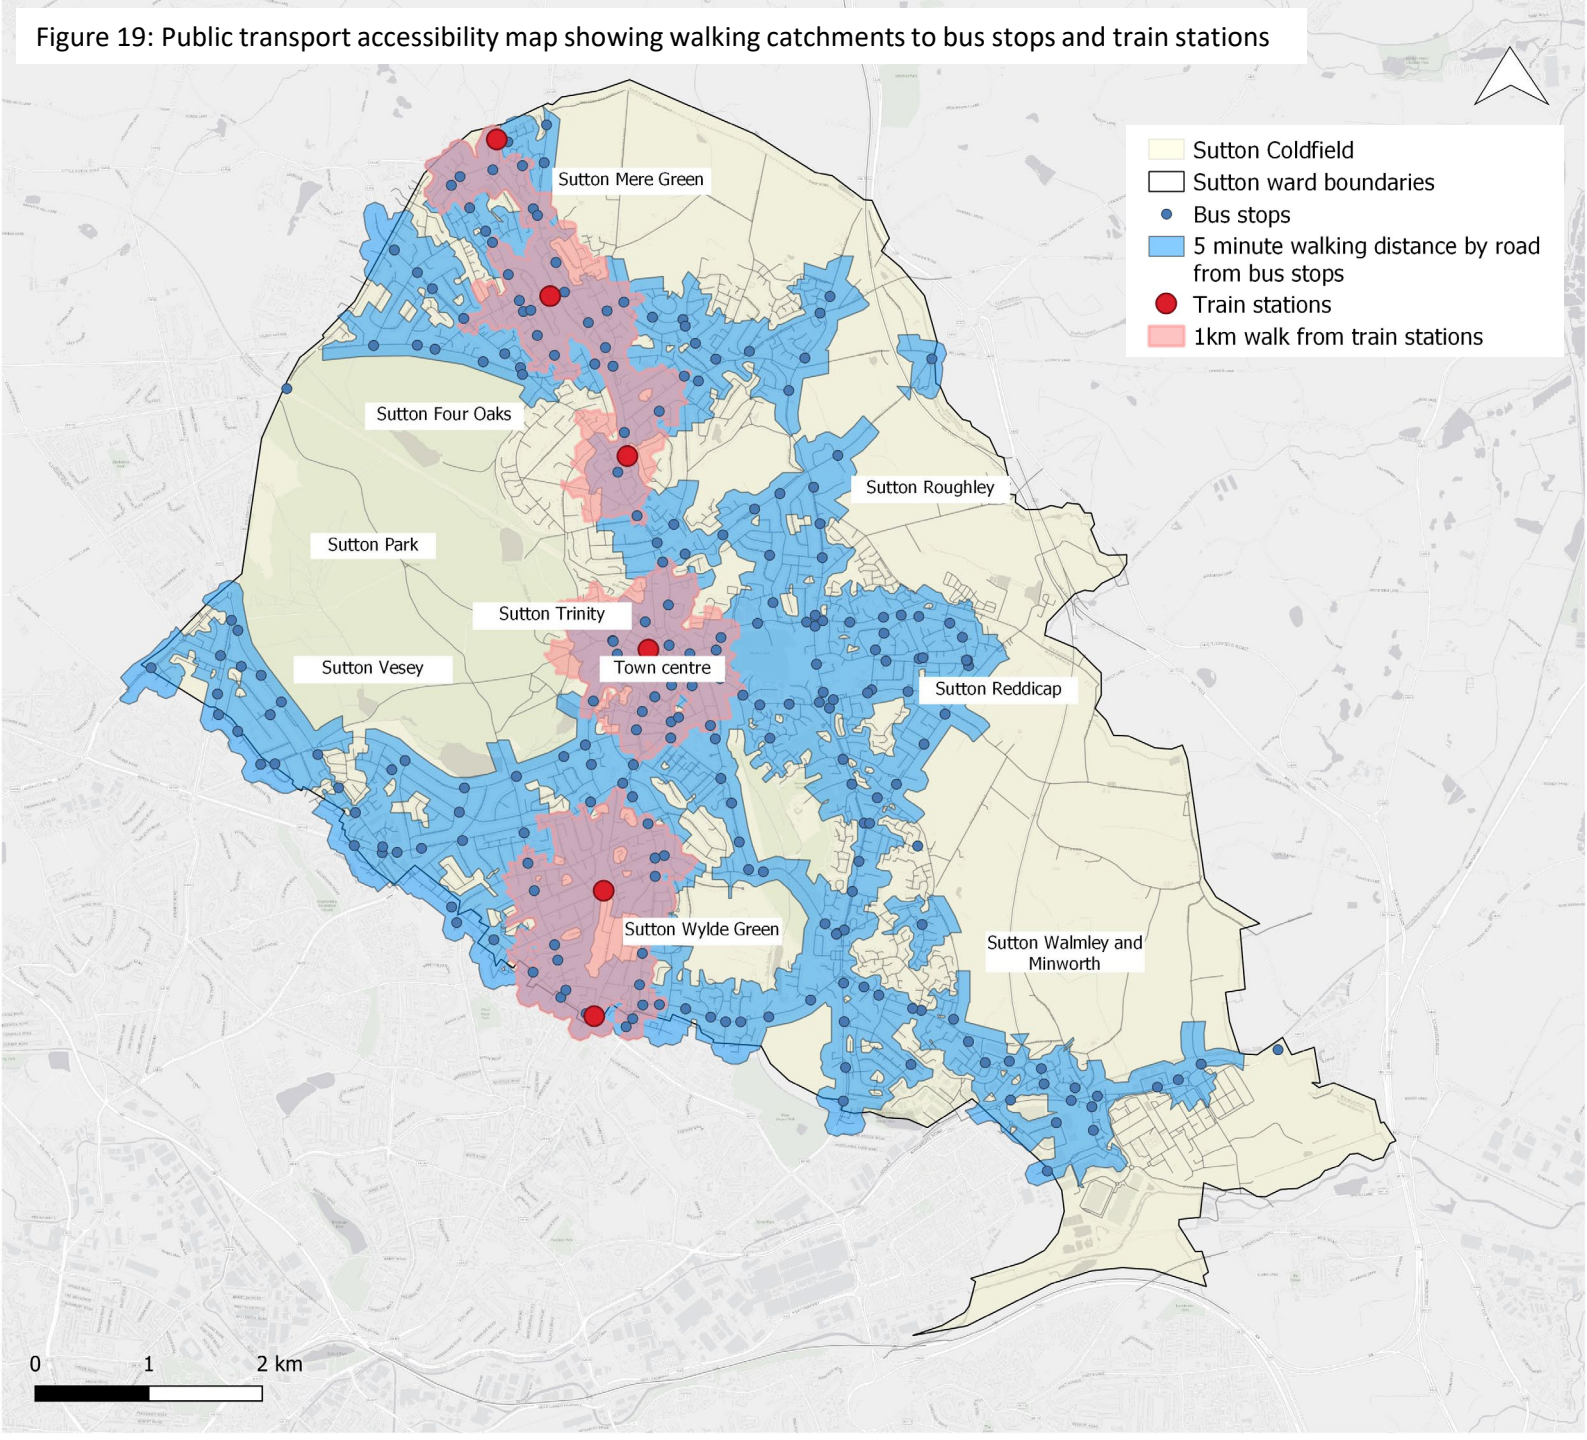 Figure 19: Public transport accessibility map showing walking catchments to bus stops and train stations
Sutton Coldfield
Sutton ward boundaries
Bus stops
5 minute walking distance by road
from bus stops
Train stations
1km walk from train stations
Sutton Mere Green
Sutton Four Oaks
Sutton Roughley
Sutton Park
Sutton Trinity
Sutton Vesey
Town centre
Sutton Reddicap
Sutton Wylde Green
Sutton Walmley and
Minworth
0 1 2 km